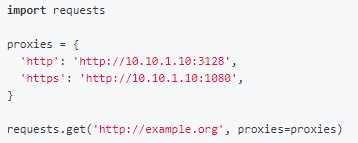 import requests
proxies = {
  'http': 'http://10.10.1.10:3128',
  'https': 'http://10.10.1.10:1080',
}
requests.get('http://example.org', proxies=proxies)